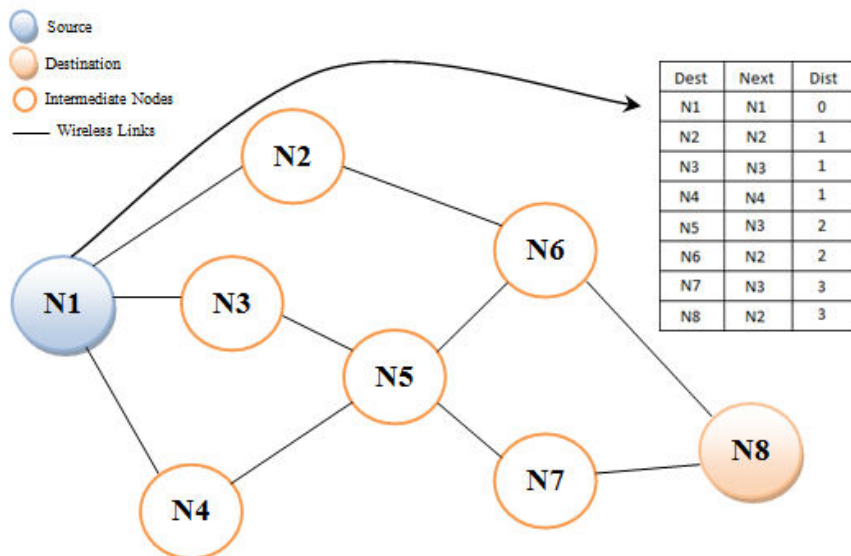 Source
Destination
Intermediate Nodes
Wireless Links
N1
N2
N3
N4
N5
N6
N7
N8
Dest Next Dist
N1 N1 0
N2 N2 1
N3 N3 1
N4 N4 1
N5 N3 2
N6 N2 2
N7 N3 3
N8 N2 3